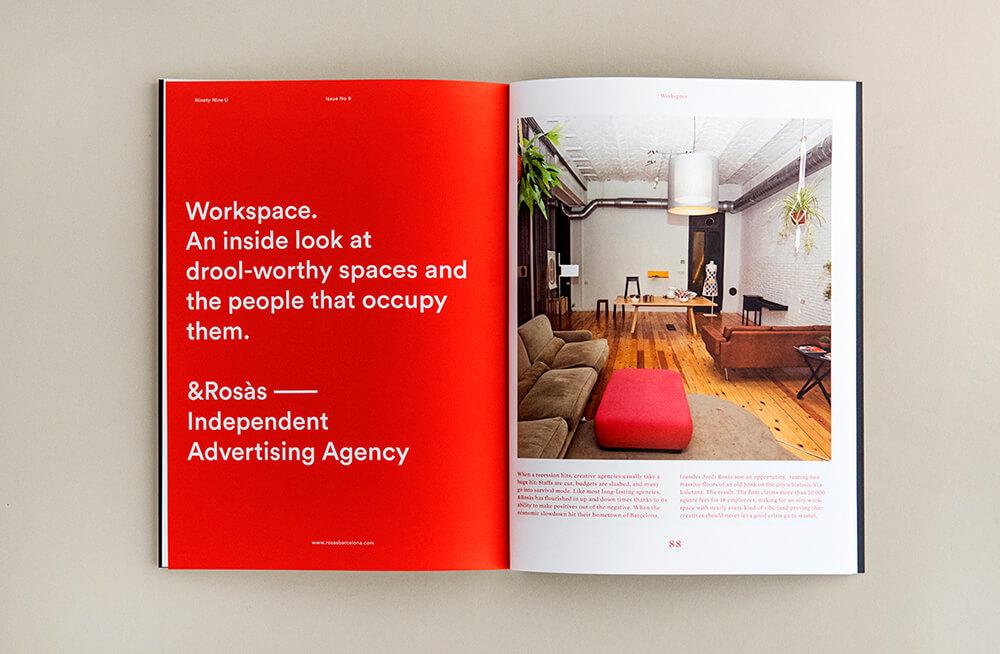 Ninety Nine U
Issue No 9
Workspace.
An inside look at
drool-worthy spaces and
the people that occupy
them.
&Rosàs —
Independent
Advertising Agency
www.rosasbarcelona.com
Workspace
When a recession hits, creative agencies usually take a
huge hit: Staffs are cut, budgets are slashed, and many
go into survival mode. Like most long-lasting agencies,
&Rosàs has flourished in up and down times thanks to its
ability to make positives out of the negative. When the
economic slowdown hit their hometown of Barcelona,
founder Jordi Rosàs saw an opportunity, renting two
massive floors of an old bank on the city's historic Via
Laietana. The result: The firm claims more than 10,000
square feet for 18 employees, making for an airy work-
space with nearly every kind of vibe (and proving that
creatives should never let a good crisis go to waste).
88